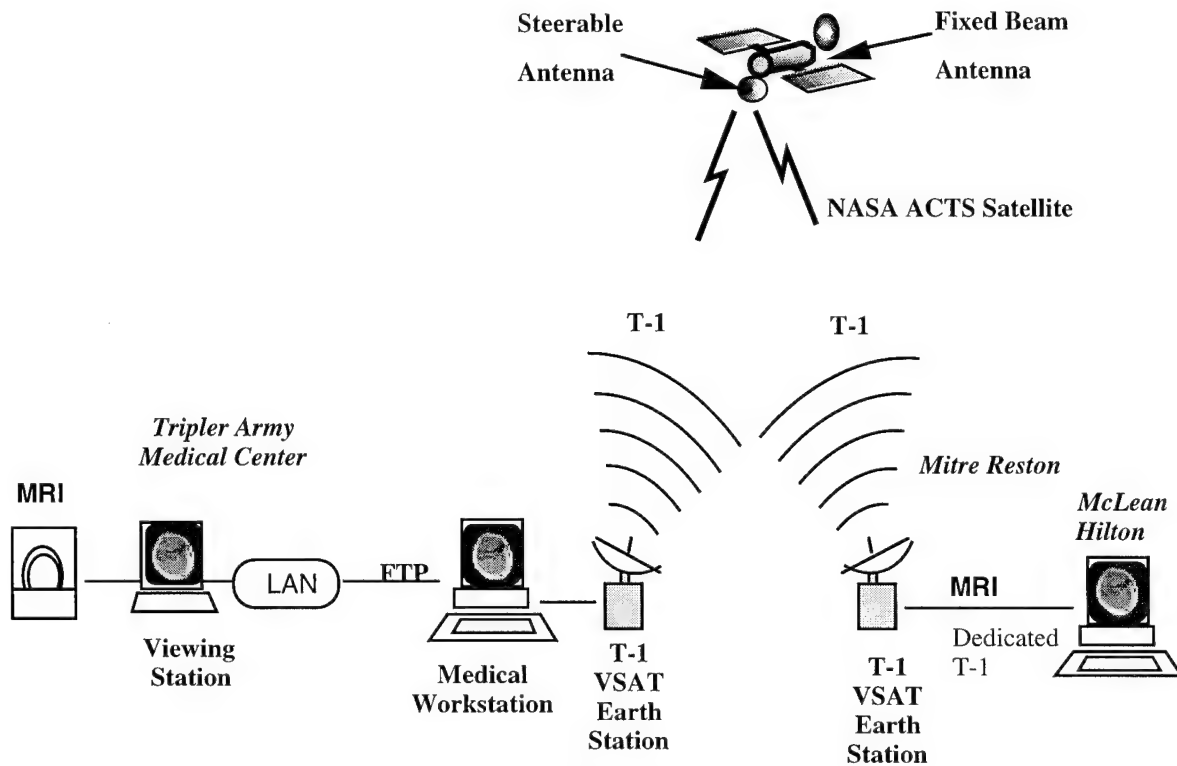 Steerable
Antenna
Fixed Beam
Antenna
NASA ACTS Satellite
T-1
T-1
Tripler Army
Medical Center
Mitre Reston
McLean
Hilton
MRI
LAN
FTP
MRI
Dedicated
T-1
Viewing
Station
Medical
Workstation
T-1
VSAT
Earth
Station
T-1
VSAT
Earth
Station